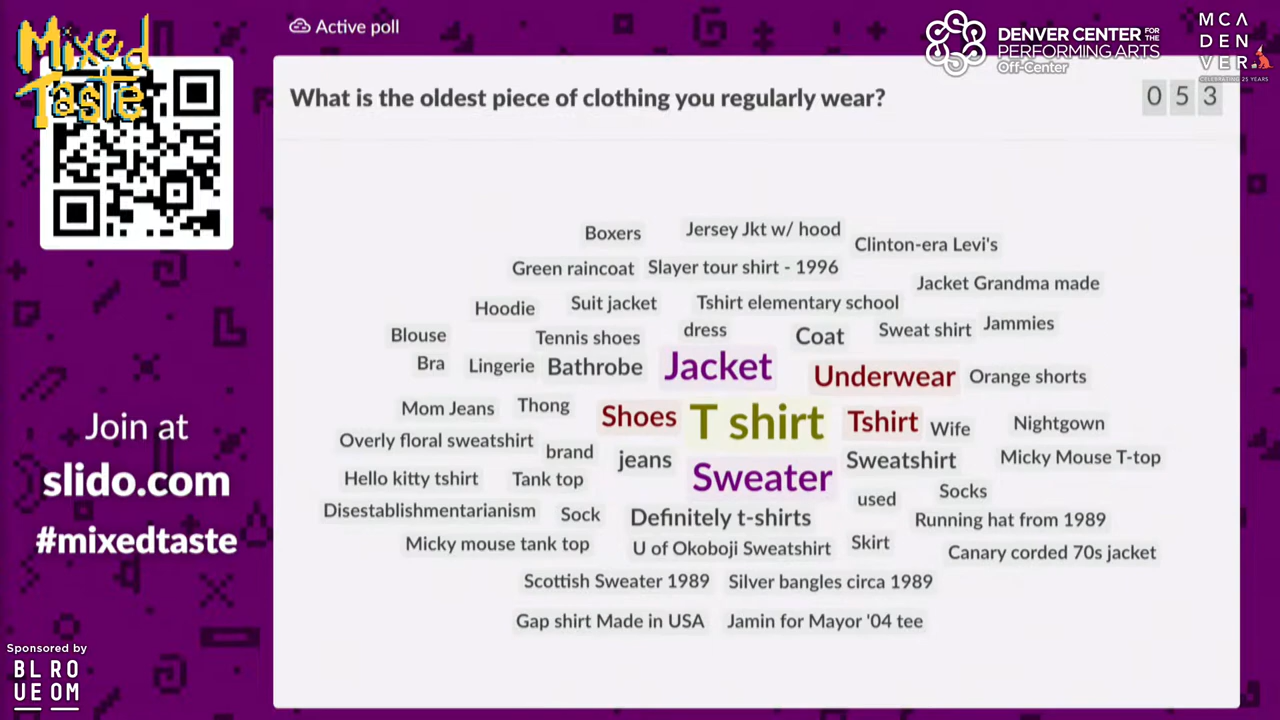 Mixed
Taste
Active poll
DENVER CENTER FOR THE
PERFORMING ARTS
Off-Center
MCA
DEN
VER
CELEBRATING 25 YEARS
What is the oldest piece of clothing you regularly wear?
053
Boxers
Jersey Jkt w/ hood
Clinton-era Levi's
Green raincoat
Slayer tour shirt - 1996
Jacket Grandma made
Hoodie
Suit jacket
Tshirt elementary school
Blouse
Tennis shoes
dress
Coat
Sweat shirt
Jammies
Bra
Lingerie
Bathrobe
Jacket
Underwear
Orange shorts
Mom Jeans
Thong
Shoes
T shirt
Tshirt
Wife
Nightgown
Overly floral sweatshirt
brand
jeans
Sweater
Sweatshirt
Micky Mouse T-top
Hello kitty tshirt
Tank top
used
Socks
Disestablishmentarianism
Sock
Definitely t-shirts
Running hat from 1989
Micky mouse tank top
U of Okoboji Sweatshirt
Skirt
Canary corded 70s jacket
Scottish Sweater 1989
Silver bangles circa 1989
Gap shirt Made in USA
Jamin for Mayor '04 tee
Join at
slido.com
#mixedtaste
Sponsored by
BL RO
UE OM